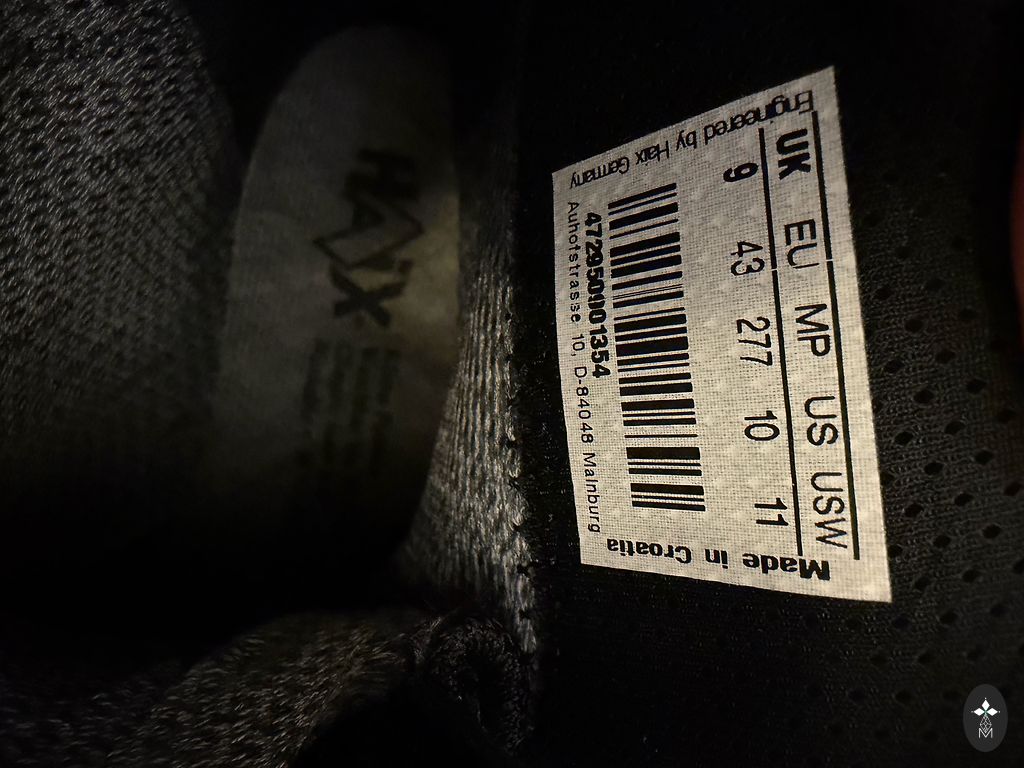 Engineered by Haix Germany
UK EU MP US USW
9 43 277 10 11
472950001354
Auhofstrasse 10, D-84048 Mainburg
Made in Croatia
HAIX
M